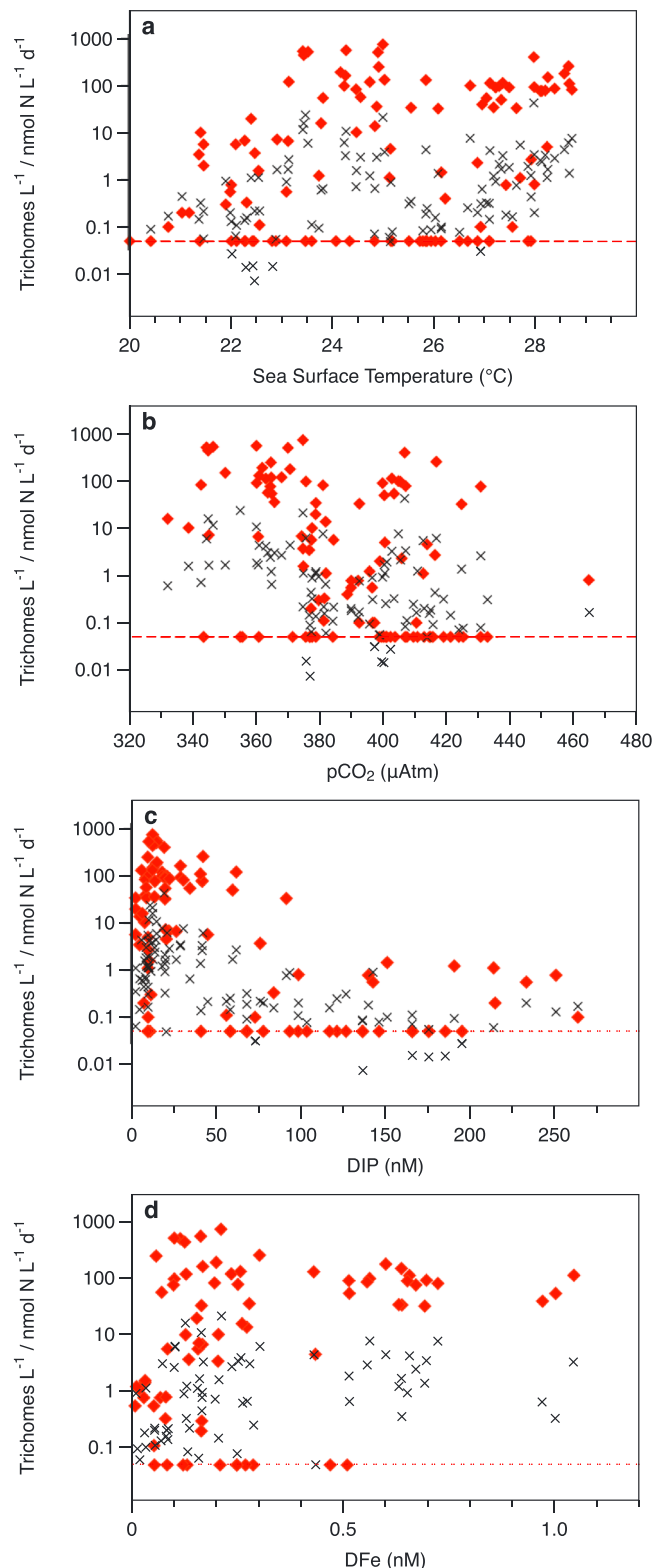 a
1000
100
10
1
0.1
0.01
Trichomes L⁻¹ / nmol N L⁻¹ d⁻¹
20 22 24 26 28
Sea Surface Temperature (°C)
b
1000
100
10
1
0.1
0.01
Trichomes L⁻¹ / nmol N L⁻¹ d⁻¹
320 340 360 380 400 420 440 460 480
pCO₂ (µAtm)
c
1000
100
10
1
0.1
0.01
Trichomes L⁻¹ / nmol N L⁻¹ d⁻¹
0 50 100 150 200 250
DIP (nM)
d
1000
100
10
1
0.1
Trichomes L⁻¹ / nmol N L⁻¹ d⁻¹
0 0.5 1.0
DFe (nM)